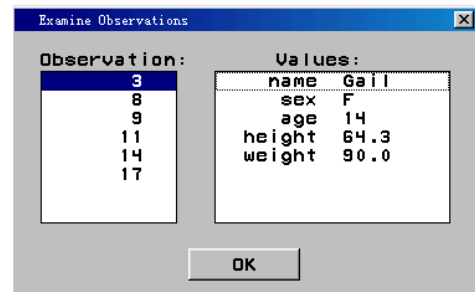 Examine Observations
Observation: Values:
3
8
9
11
14
17
name Gail
sex F
age 14
height 64.3
weight 90.0
OK